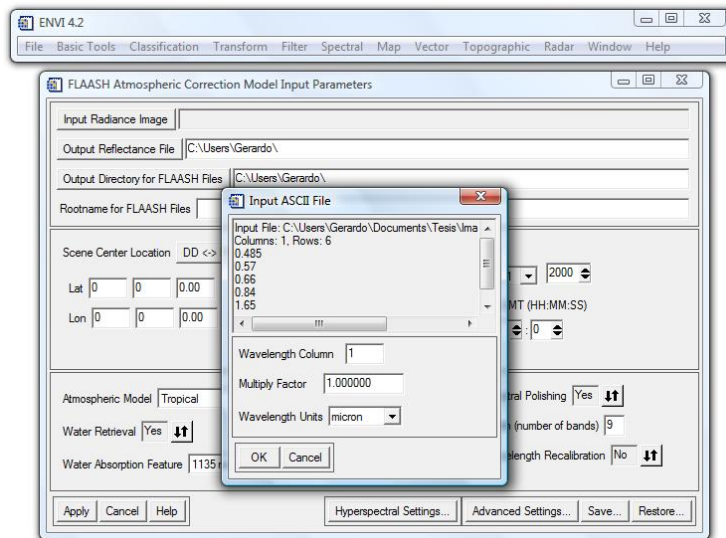 ENVI 4.2
File Basic Tools Classification Transform Filter Spectral Map Vector Topographic Radar Window Help
FLAASH Atmospheric Correction Model Input Parameters
Input Radiance Image
Output Reflectance File C:\Users\Gerardo\
Output Directory for FLAASH Files C:\Users\Gerardo\
Rootname for FLAASH Files
Input ASCII File
Input File: C:\Users\Gerardo\Documents\Tesis\Ima
Columns: 1, Rows: 6
0.485
0.57
0.66
0.84
1.65
Wavelength Column 1
Multiply Factor 1.000000
Wavelength Units micron
OK Cancel
Scene Center Location DD <->
Lat 0 0 0.00
Lon 0 0 0.00
2000
MT (HH:MM:SS)
: 0
Atmospheric Model Tropical
Water Retrieval Yes
Water Absorption Feature 1135
tral Polishing Yes
(number of bands) 9
elength Recalibration No
Apply Cancel Help Hyperspectral Settings... Advanced Settings... Save... Restore...